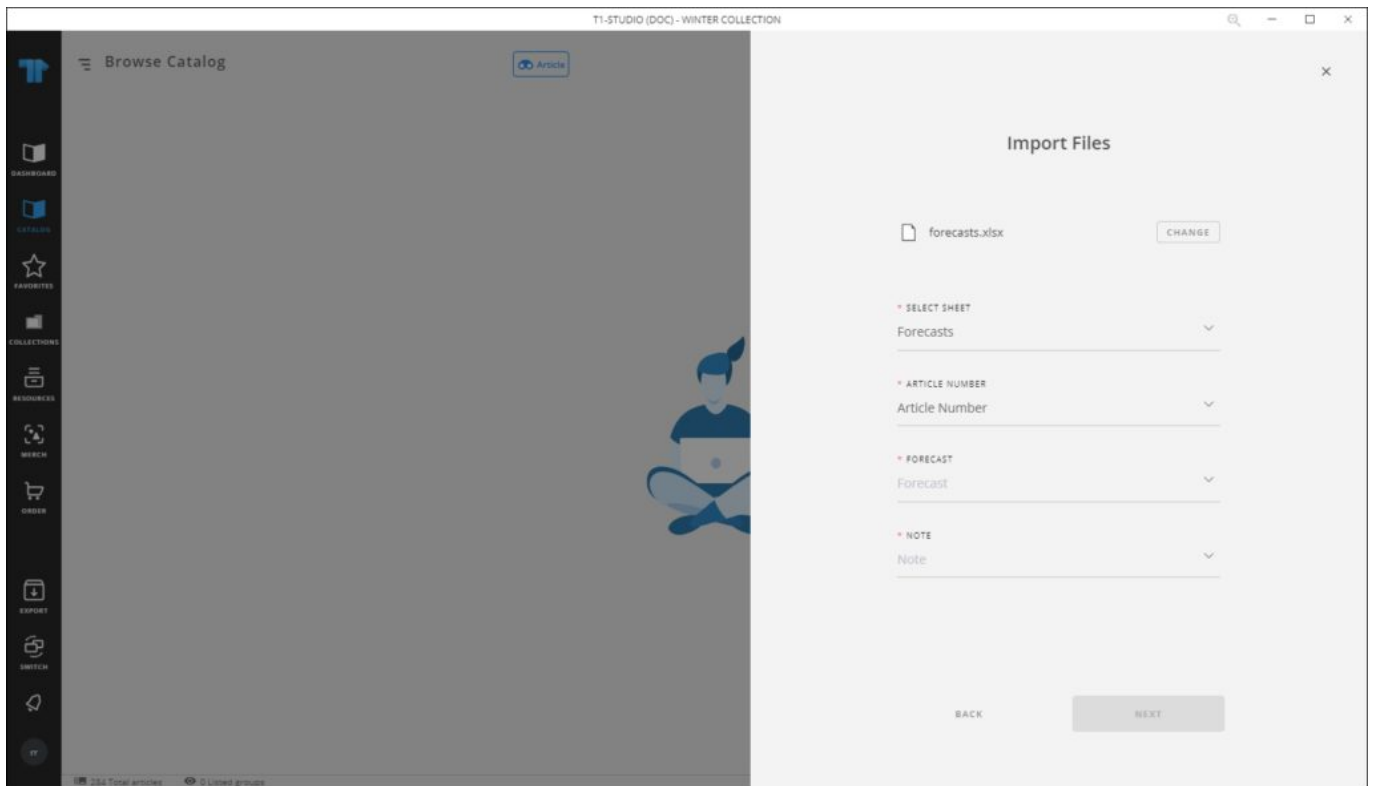 T1-STUDIO (DOC) - WINTER COLLECTION
Browse Catalog
Article
DASHBOARD
CATALOG
FAVORITES
COLLECTIONS
RESOURCES
MERCH
ORDER
EXPORT
SWITCH
284 Total articles
0 Listed groups
Import Files
forecasts.xlsx
CHANGE
* SELECT SHEET
Forecasts
* ARTICLE NUMBER
Article Number
* FORECAST
Forecast
* NOTE
Note
BACK
NEXT